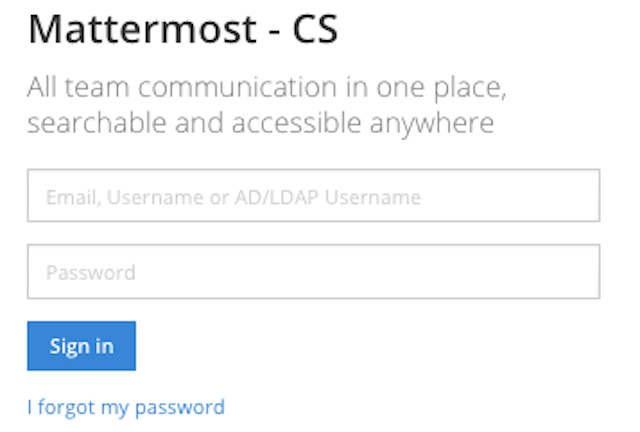 Mattermost - CS
All team communication in one place,
searchable and accessible anywhere
Email, Username or AD/LDAP Username
Password
Sign in
I forgot my password